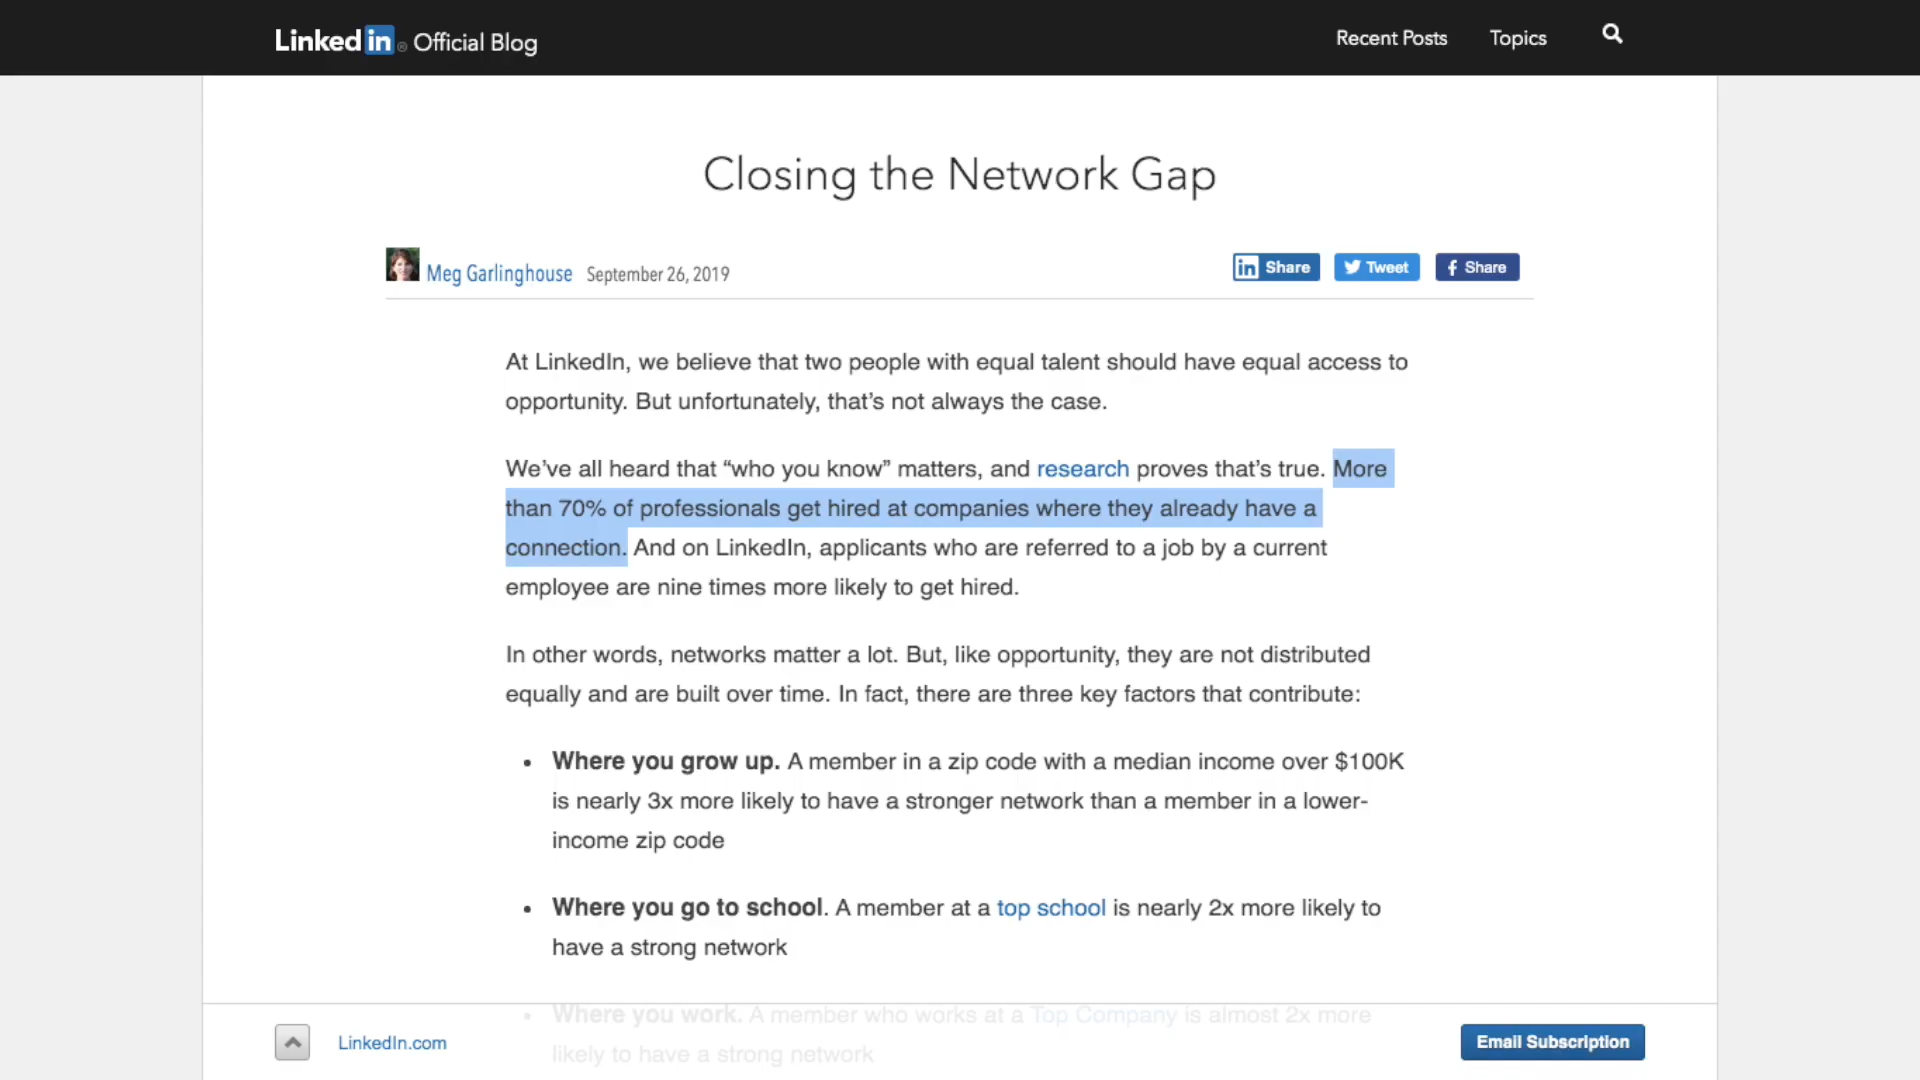 Linked in ® Official Blog
Recent Posts
Topics
Closing the Network Gap
Meg Garlinghouse September 26, 2019
in Share
Tweet
f Share
At LinkedIn, we believe that two people with equal talent should have equal access to
opportunity. But unfortunately, that’s not always the case.
We’ve all heard that “who you know” matters, and research proves that’s true. More
than 70% of professionals get hired at companies where they already have a
connection. And on LinkedIn, applicants who are referred to a job by a current
employee are nine times more likely to get hired.
In other words, networks matter a lot. But, like opportunity, they are not distributed
equally and are built over time. In fact, there are three key factors that contribute:
• Where you grow up. A member in a zip code with a median income over $100K
is nearly 3x more likely to have a stronger network than a member in a lower-
income zip code
• Where you go to school. A member at a top school is nearly 2x more likely to
have a strong network
• Where you work. A member who works at a Top Company is almost 2x more
likely to have a strong network
LinkedIn.com
Email Subscription